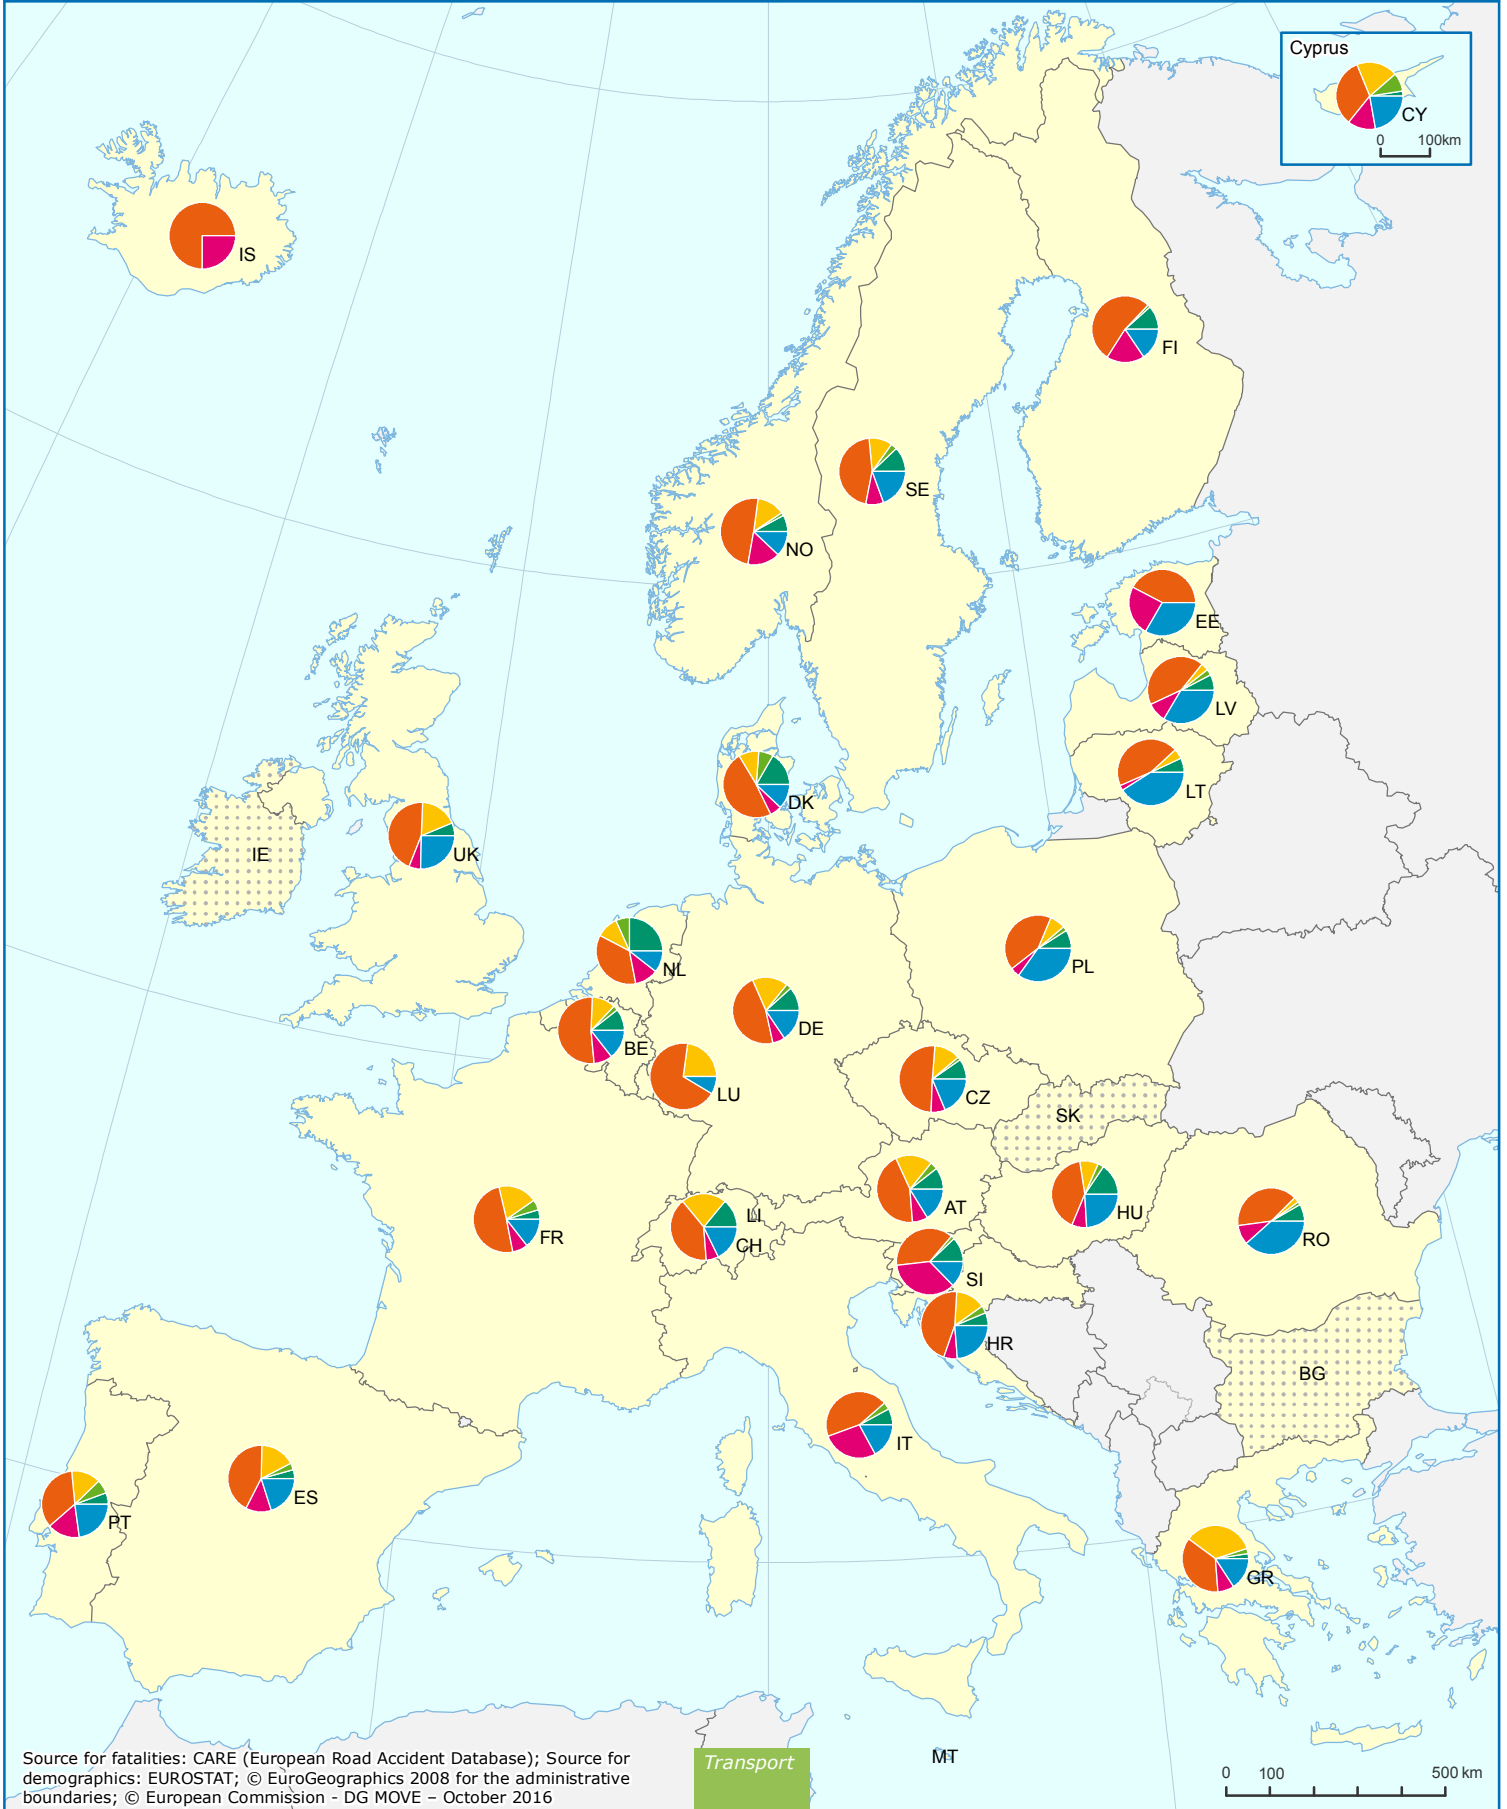 Cyprus
CY
0 100km
IS
FI
SE
NO
EE
LV
LT
DK
IE
UK
NL
PL
DE
BE
LU
CZ
SK
AT
HU
LI
CH
FR
RO
SI
HR
BG
IT
ES
PT
GR
MT
Source for fatalities: CARE (European Road Accident Database); Source for
demographics: EUROSTAT; © EuroGeographics 2008 for the administrative
boundaries; © European Commission - DG MOVE – October 2016
Transport
0 100 500 km